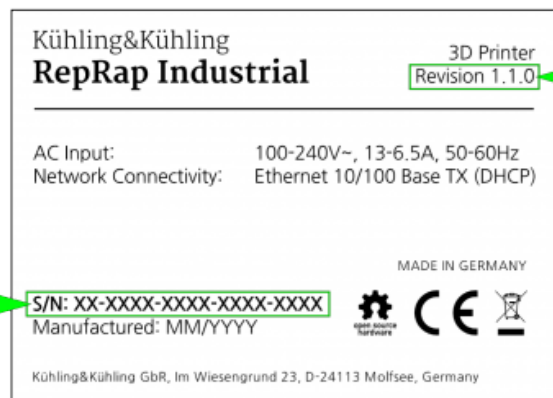 Kühling&Kühling
RepRap Industrial
3D Printer
Revision 1.1.0
AC Input: 100-240V~, 13-6.5A, 50-60Hz
Network Connectivity: Ethernet 10/100 Base TX (DHCP)
MADE IN GERMANY
S/N: XX-XXXX-XXXX-XXXX-XXXX
Manufactured: MM/YYYY
open source
hardware
CE
Kühling&Kühling GbR, Im Wiesengrund 23, D-24113 Molfsee, Germany